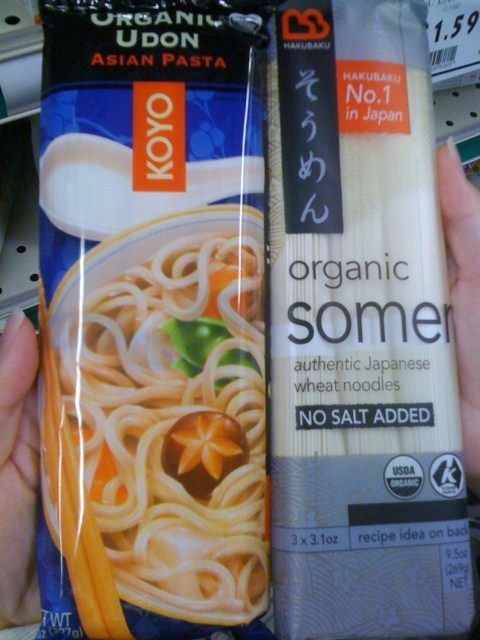 ORGANIC
UDON
ASIAN PASTA
KOYO
HAKUBAKU
HAKUBAKU
No.1
in Japan
そうめん
organic
somen
authentic Japanese
wheat noodles
NO SALT ADDED
USDA
ORGANIC
K
3 x 3.1oz
recipe idea on back
9.5oz
(269g)
NET
1.59